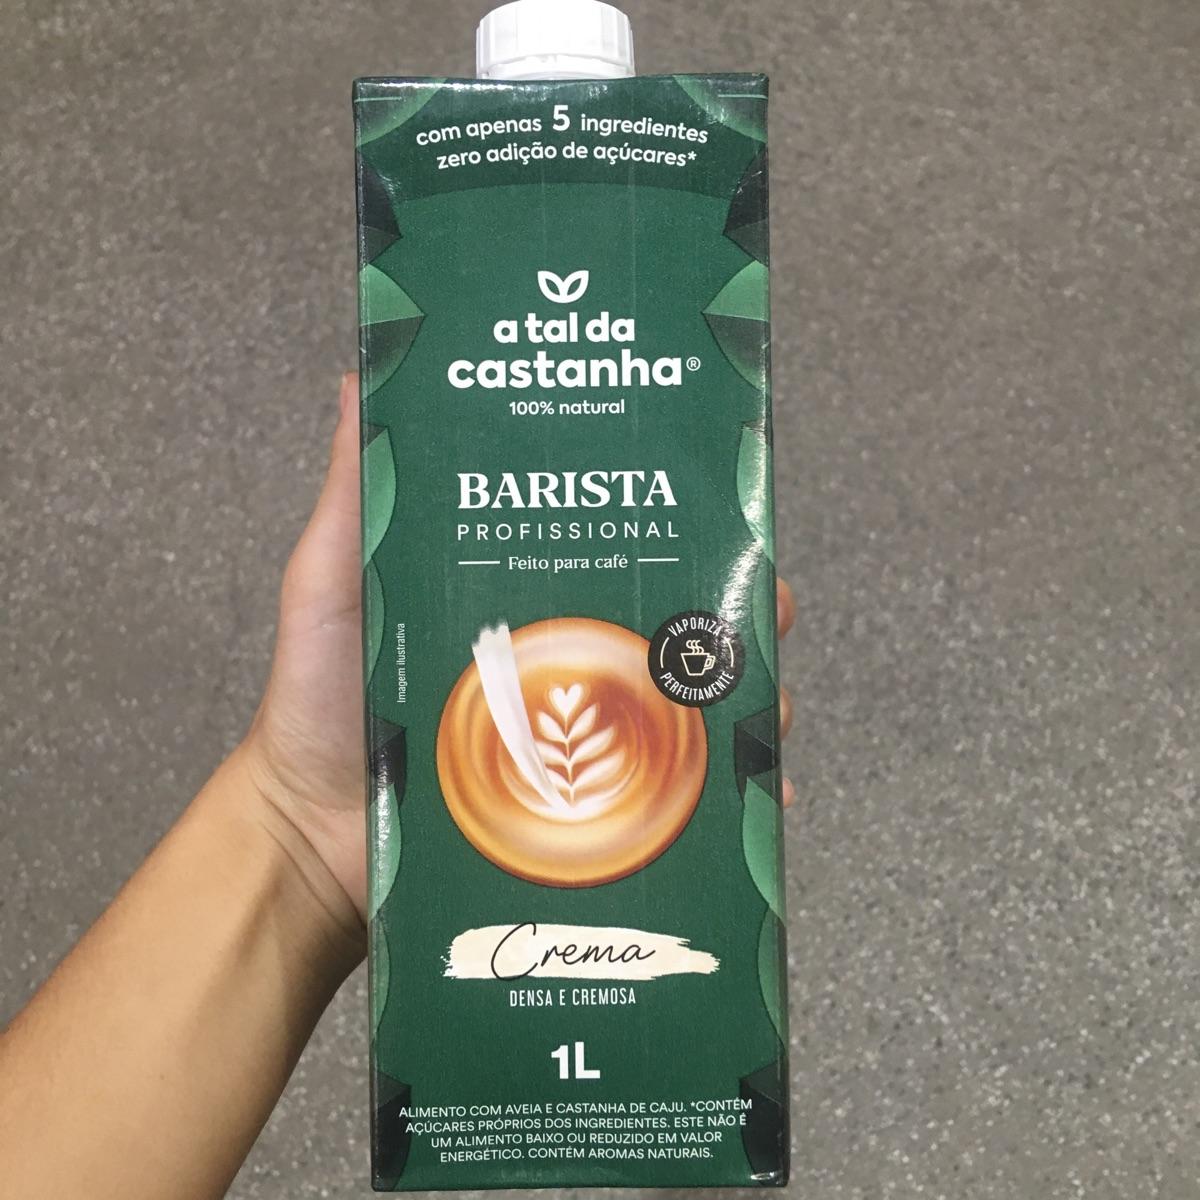 com apenas 5 ingredientes
zero adição de açúcares*
a tal da
castanha®
100% natural
BARISTA
PROFISSIONAL
Feito para café
VAPORIZA
PERFEITAMENTE
Imagem ilustrativa
Crema
DENSA E CREMOSA
1L
ALIMENTO COM AVEIA E CASTANHA DE CAJU. *CONTÉM
AÇÚCARES PRÓPRIOS DOS INGREDIENTES. ESTE NÃO É
UM ALIMENTO BAIXO OU REDUZIDO EM VALOR
ENERGÉTICO. CONTÉM AROMAS NATURAIS.